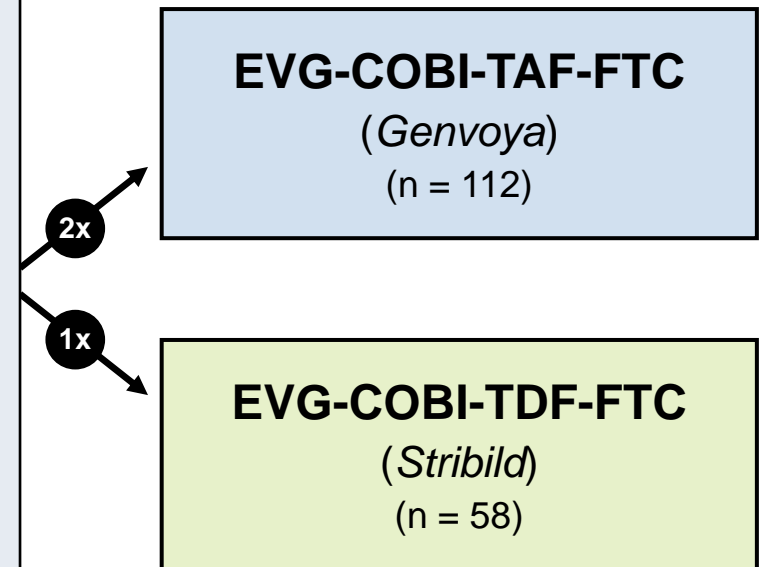 EVG-COBI-TAF-FTC
(Genvoya)
(n = 112)
2x
1x
EVG-COBI-TDF-FTC
(Stribild)
(n = 58)